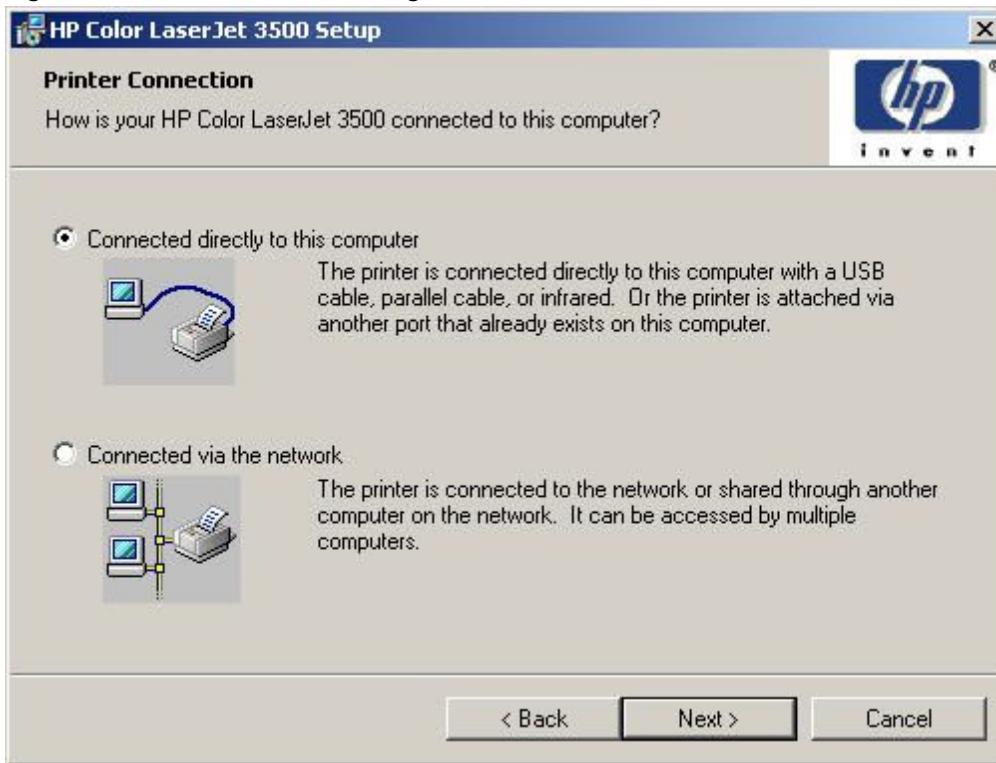 HP Color LaserJet 3500 Setup
Printer Connection
How is your HP Color LaserJet 3500 connected to this computer?
hp
®
invent
Connected directly to this computer
The printer is connected directly to this computer with a USB
cable, parallel cable, or infrared.  Or the printer is attached via
another port that already exists on this computer.
Connected via the network
The printer is connected to the network or shared through another
computer on the network.  It can be accessed by multiple
computers.
< Back
Next >
Cancel